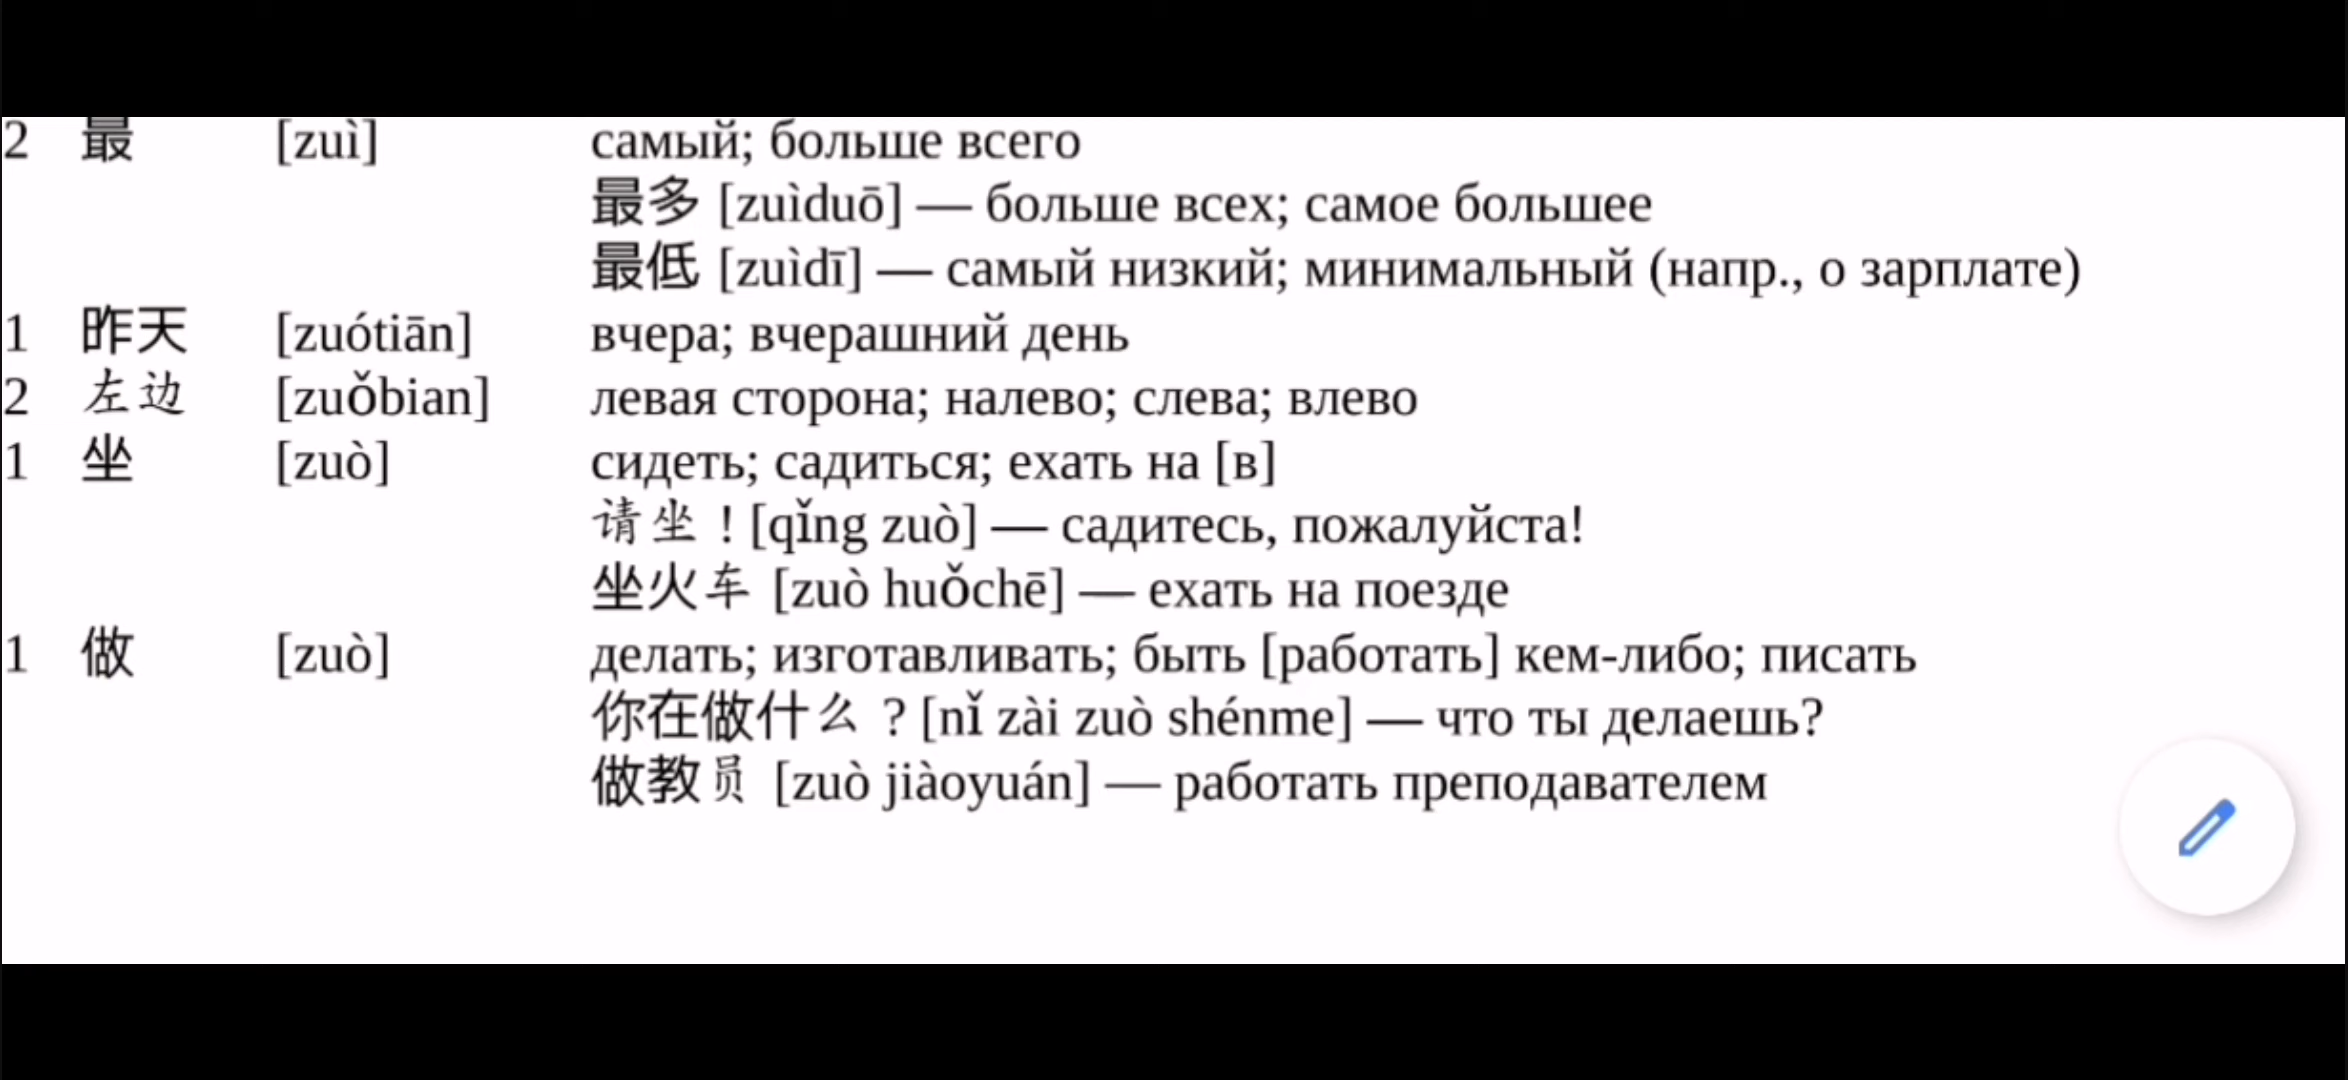 2 最 [zuì] самый; больше всего
最多 [zuìduō] — больше всех; самое большее
最低 [zuìdī] — самый низкий; минимальный (напр., о зарплате)
1 昨天 [zuótiān] вчера; вчерашний день
2 左边 [zuǒbian] левая сторона; налево; слева; влево
1 坐 [zuò] сидеть; садиться; ехать на [в]
请坐！[qǐng zuò] — садитесь, пожалуйста!
坐火车 [zuò huǒchē] — ехать на поезде
1 做 [zuò] делать; изготавливать; быть [работать] кем-либо; писать
你在做什么？[nǐ zài zuò shénme] — что ты делаешь?
做教员 [zuò jiàoyuán] — работать преподавателем